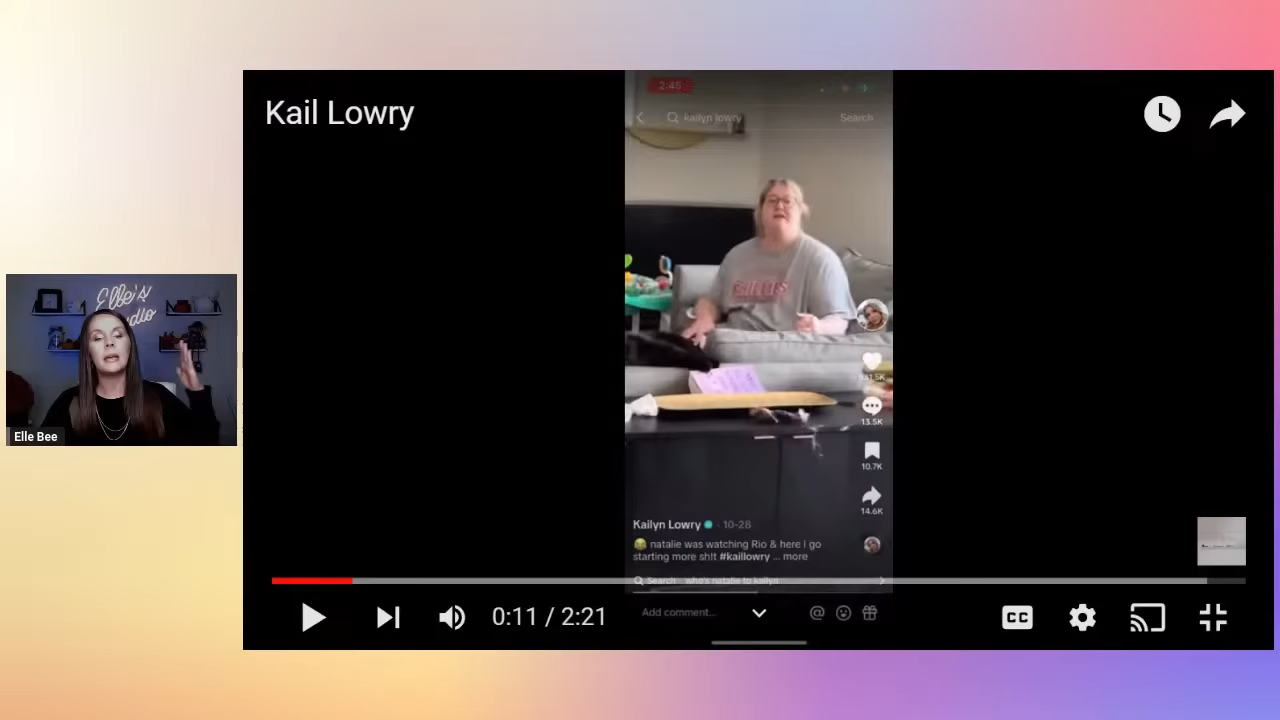 Kail Lowry
2:45
kailyn lowry
Search
Elle's
Elle Bee
13.5K
10.7K
14.6K
Kailyn Lowry · 10-28
😂 natalie was watching Rio & here I go
starting more sh!t #kaillowry ... more
Search · who's natalie to kailyn
0:11 / 2:21
Add comment...
@
CC